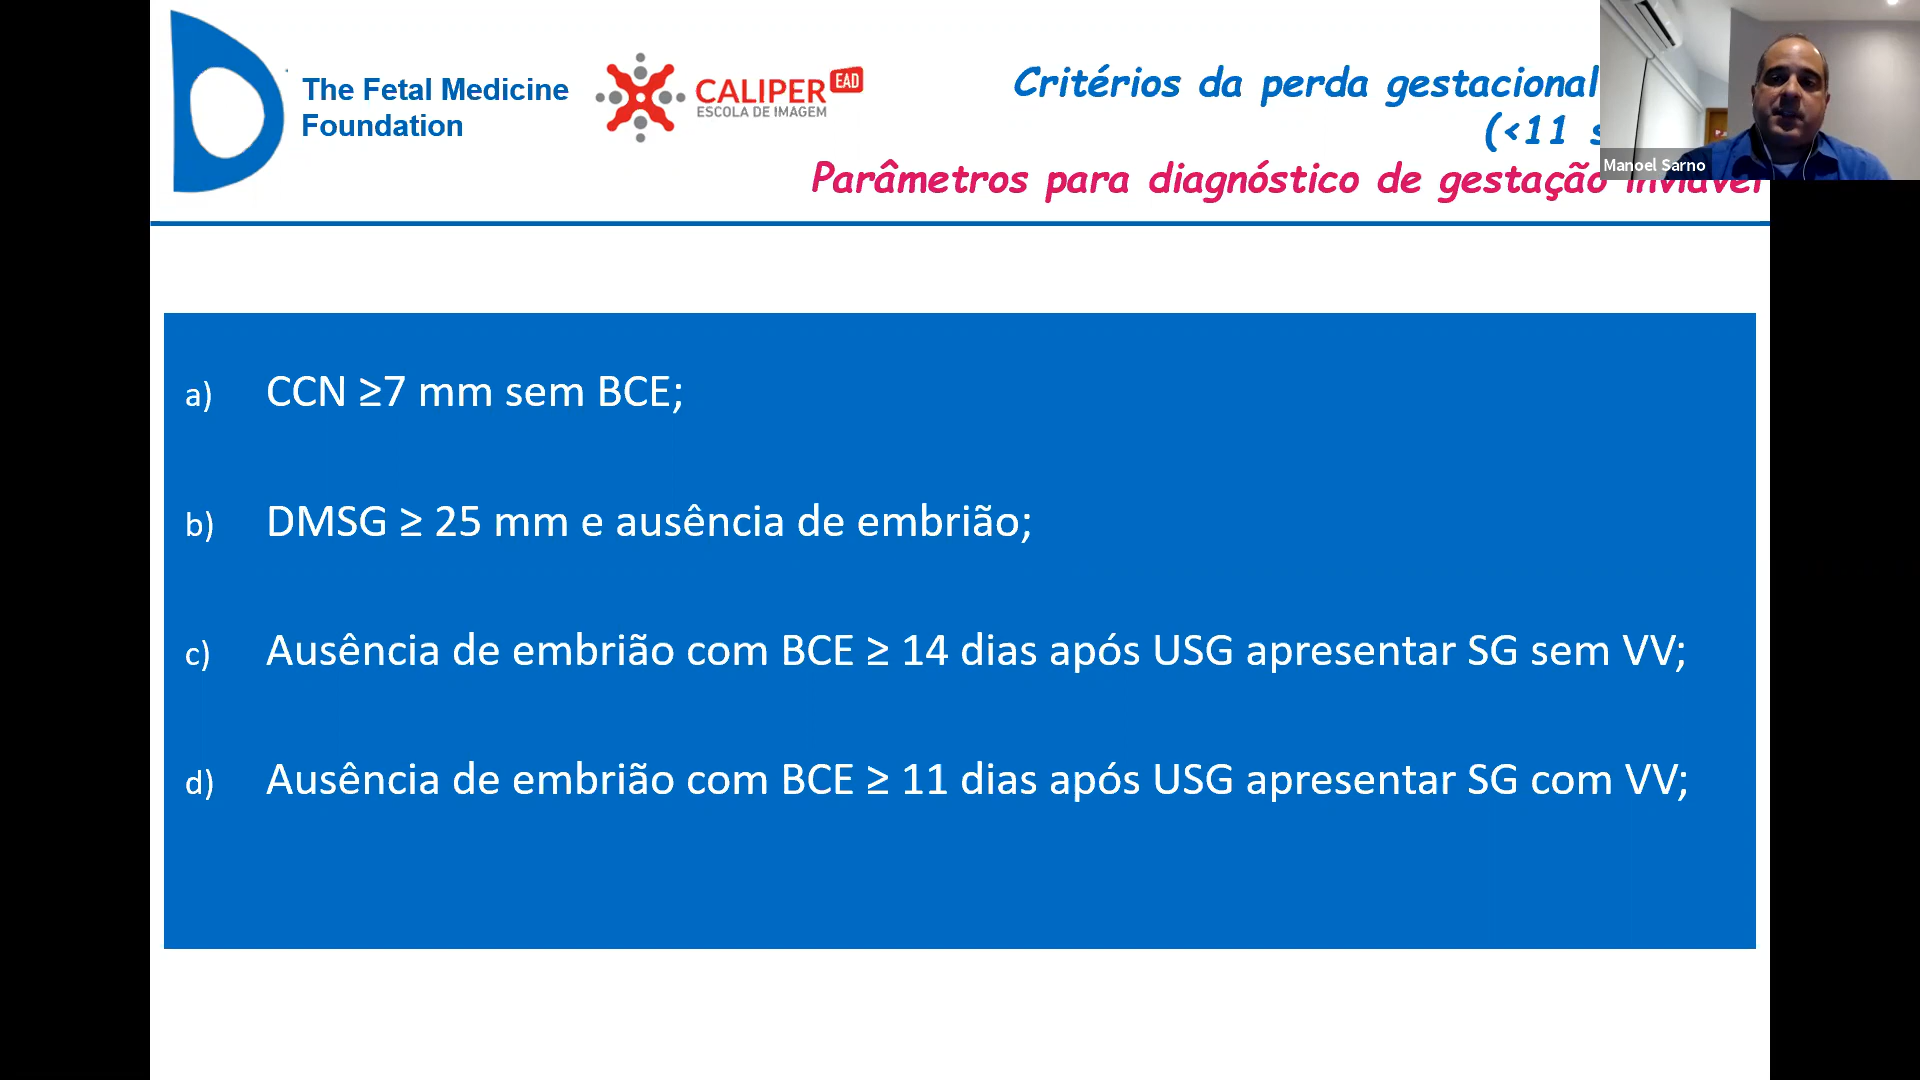 The Fetal Medicine
Foundation
CALIPER EAD
ESCOLA DE IMAGEM
Critérios da perda gestacional
(<11
Parâmetros para diagnóstico de gestação inviável
Manoel Sarno
a) CCN ≥7 mm sem BCE;
b) DMSG ≥ 25 mm e ausência de embrião;
c) Ausência de embrião com BCE ≥ 14 dias após USG apresentar SG sem VV;
d) Ausência de embrião com BCE ≥ 11 dias após USG apresentar SG com VV;